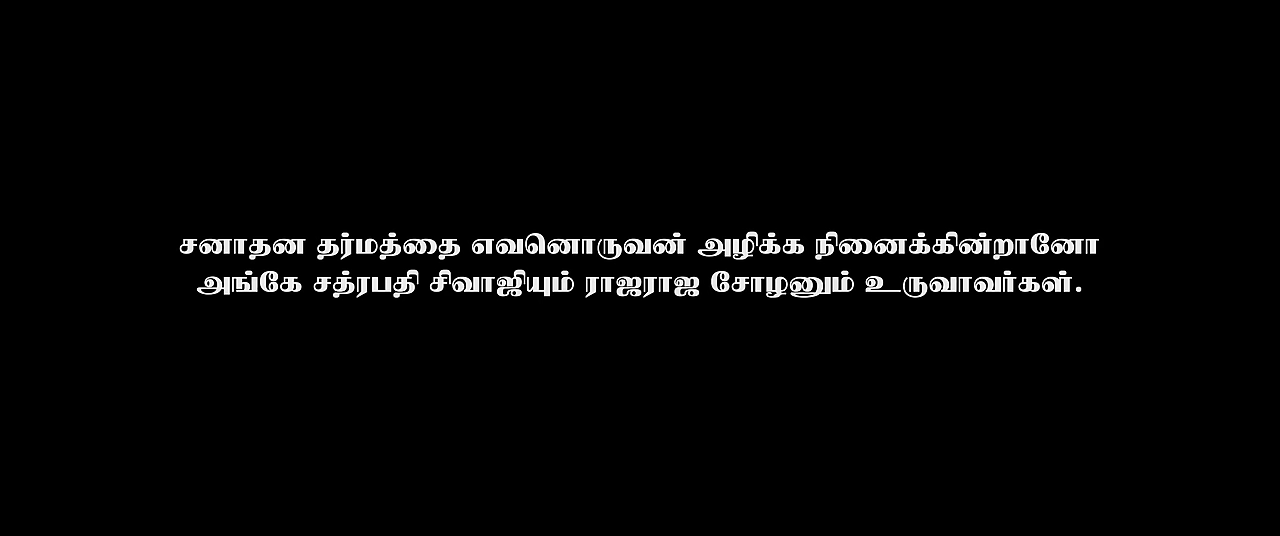 சனாதன தர்மத்தை எவனொருவன் அழிக்க நினைக்கின்றானோ
அங்கே சத்ரபதி சிவாஜியும் ராஜராஜ சோழனும் உருவாவர்கள்.